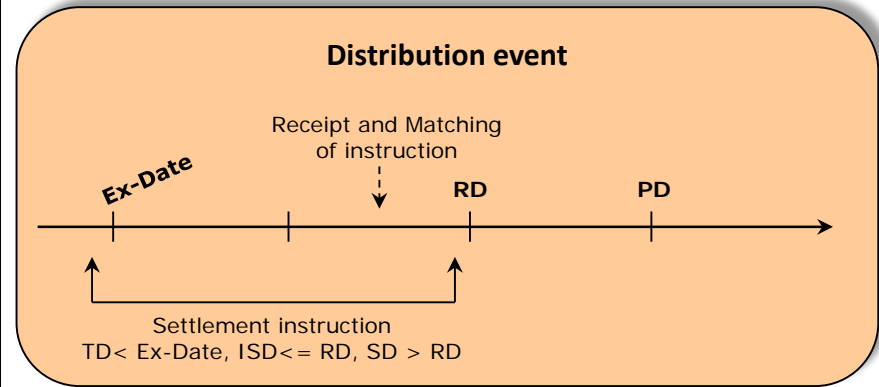 Distribution event
Receipt and Matching
of instruction
Ex-Date
RD
PD
Settlement instruction
TD< Ex-Date, ISD<= RD, SD > RD